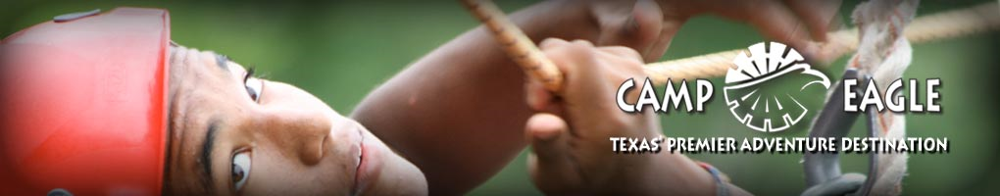 CAMP EAGLE
TEXAS' PREMIER ADVENTURE DESTINATION